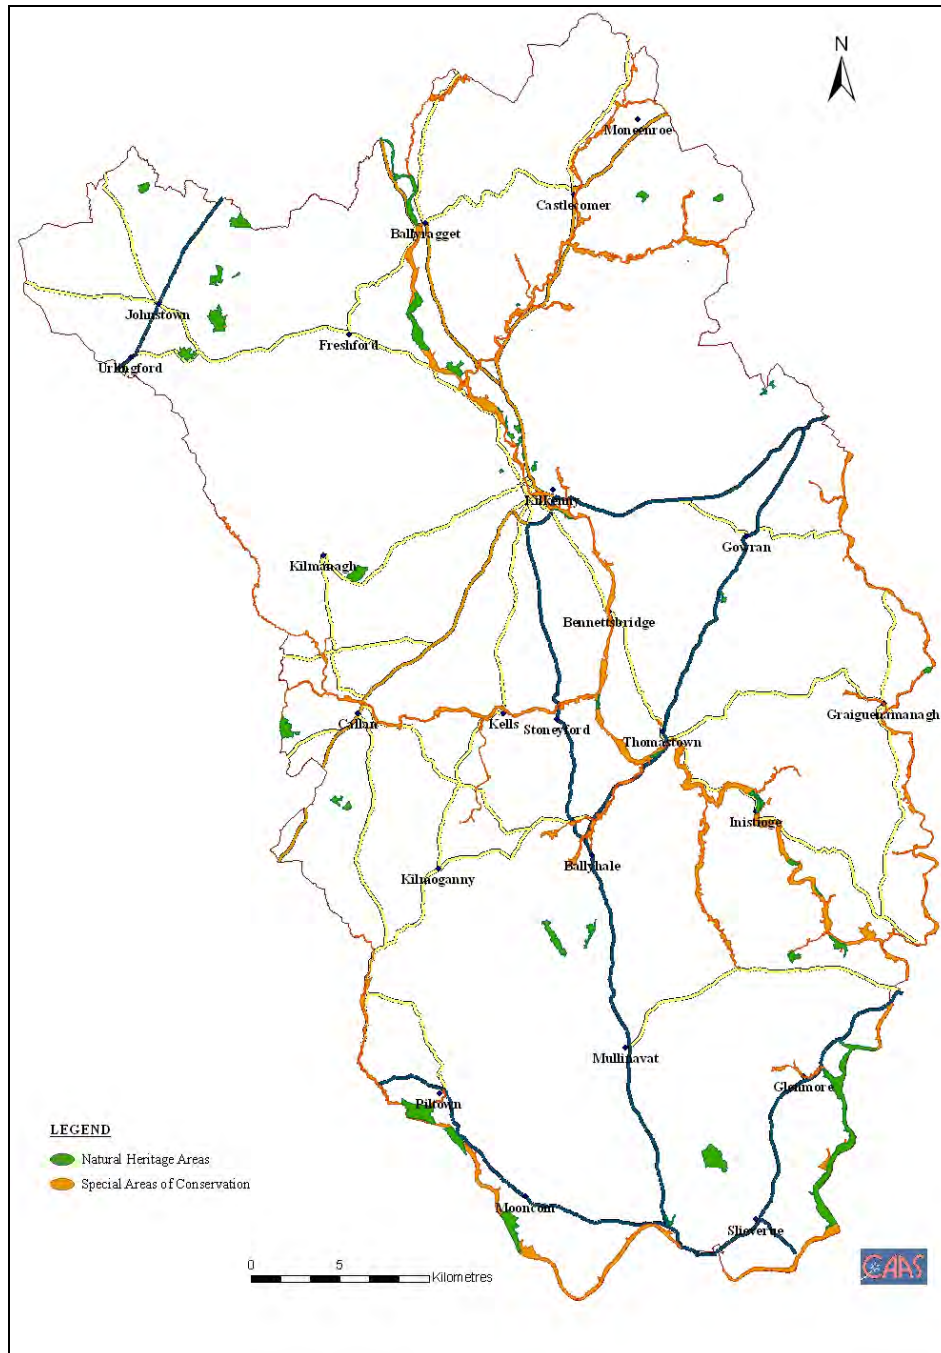 N
Moneenroe
Castlecomer
Ballyragget
Johnstown
Freshford
Urlingford
Kilkenny
Gowran
Kilmanagh
Bennettsbridge
Graiguenamanagh
Callan
Kells
Stoneyford
Thomastown
Inistioge
Ballyhale
Kilmoganny
Mullinavat
Glenmore
Piltown
LEGEND
Natural Heritage Areas
Special Areas of Conservation
Mooncoin
Slieverue
0 5
Kilometres
CAAS